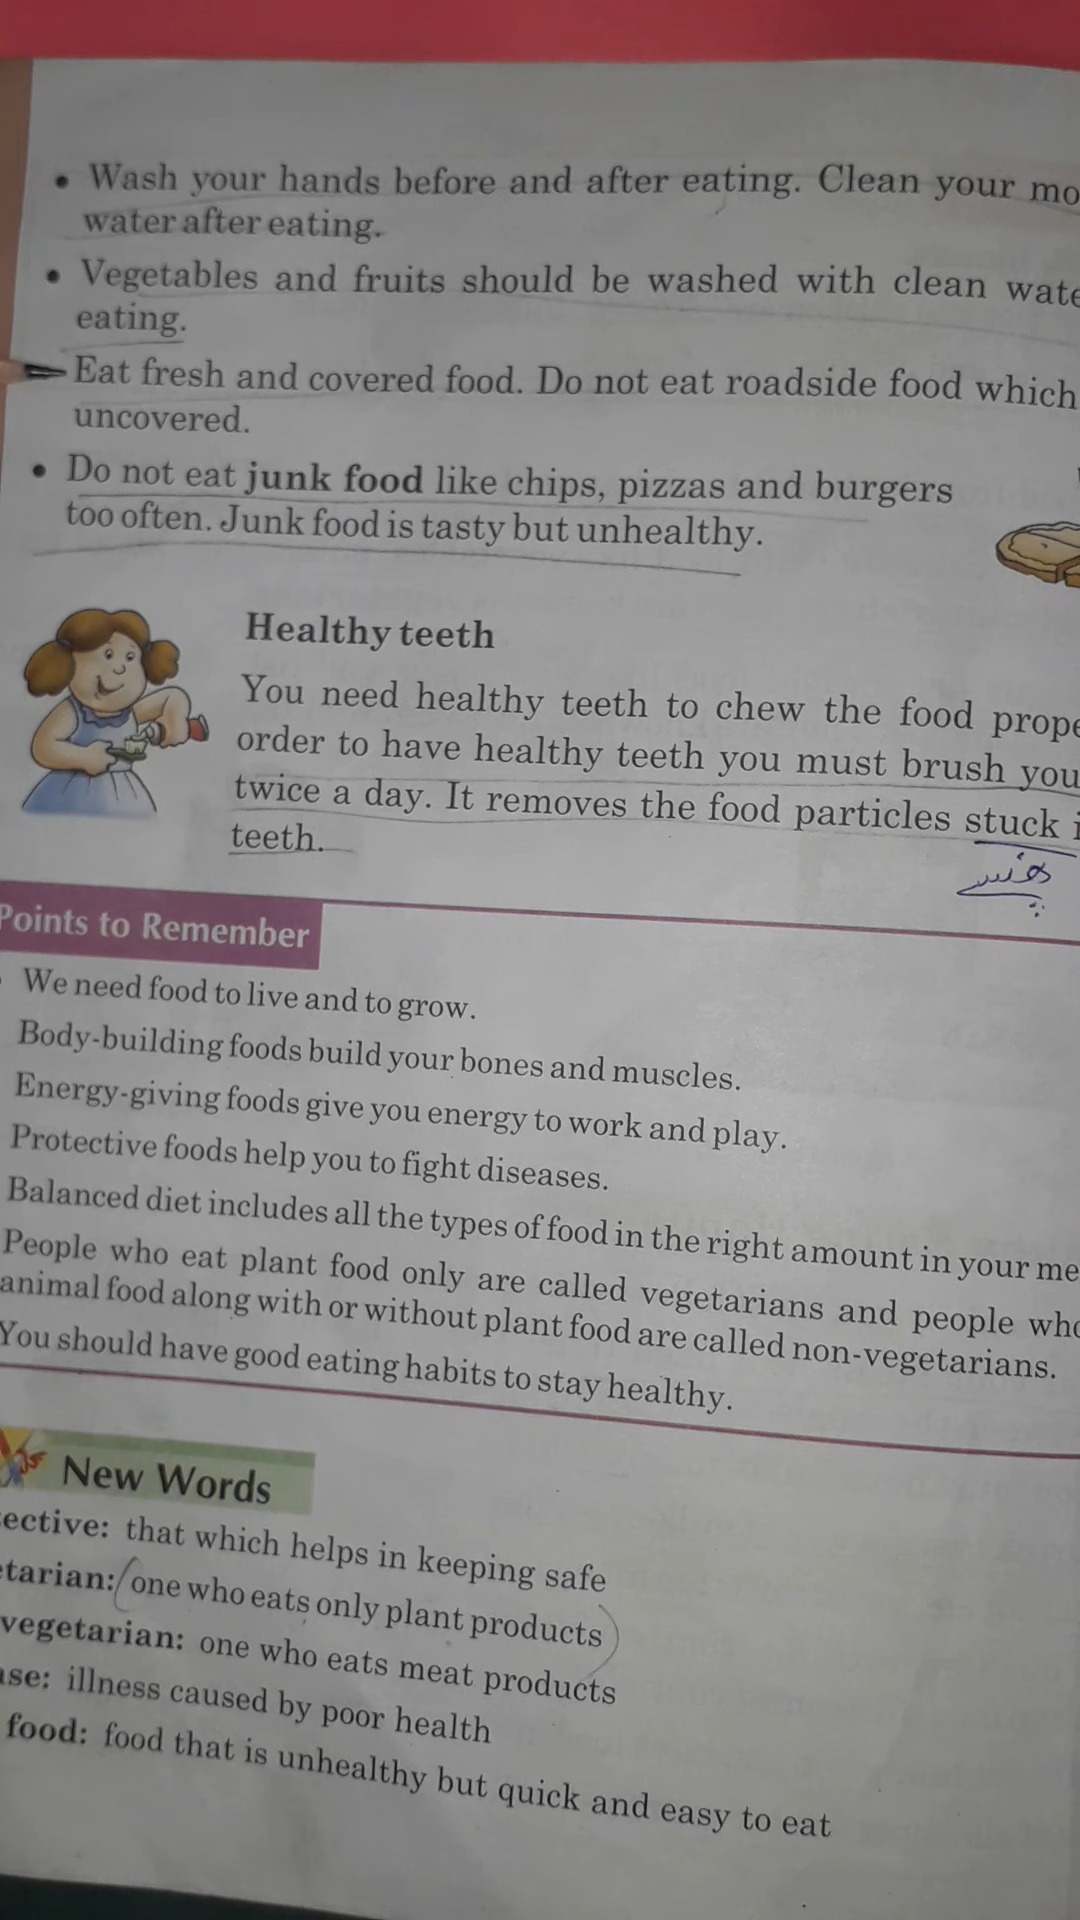 • Wash your hands before and after eating. Clean your mo
water after eating.
• Vegetables and fruits should be washed with clean wate
eating.
Eat fresh and covered food. Do not eat roadside food which
uncovered.
• Do not eat junk food like chips, pizzas and burgers
too often. Junk food is tasty but unhealthy.
Healthy teeth
You need healthy teeth to chew the food prope
order to have healthy teeth you must brush you
twice a day. It removes the food particles stuck i
teeth.
Points to Remember
We need food to live and to grow.
Body-building foods build your bones and muscles.
Energy-giving foods give you energy to work and play.
Protective foods help you to fight diseases.
Balanced diet includes all the types of food in the right amount in your me
People who eat plant food only are called vegetarians and people who
animal food along with or without plant food are called non-vegetarians.
You should have good eating habits to stay healthy.
New Words
ective: that which helps in keeping safe
etarian: one who eats only plant products
vegetarian: one who eats meat products
ase: illness caused by poor health
food: food that is unhealthy but quick and easy to eat